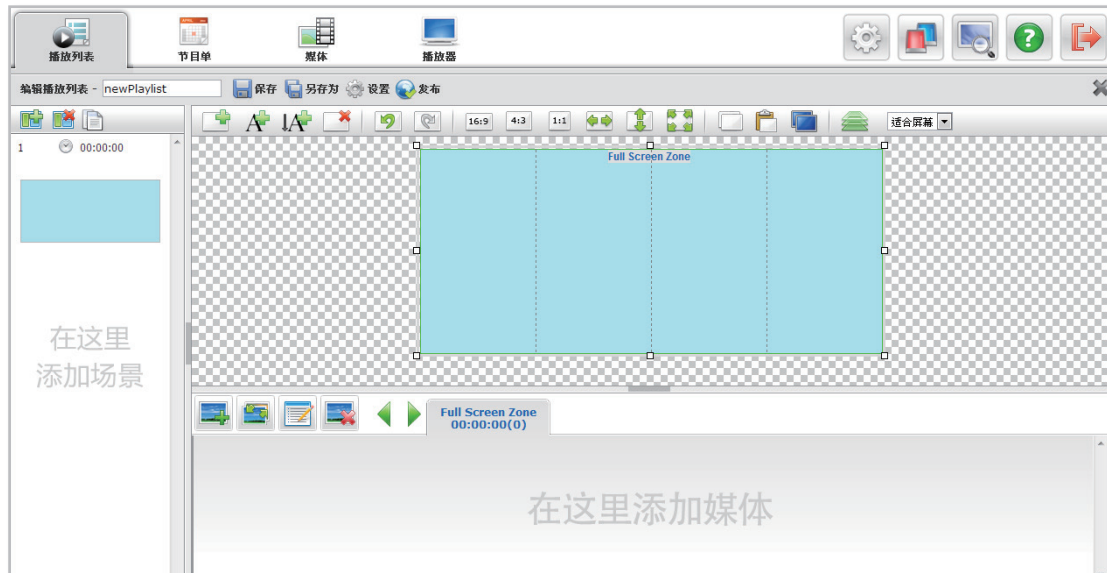 播放列表
节目单
媒体
播放器
编辑播放列表 - newPlaylist 保存 另存为 设置 发布
A A 16:9 4:3 1:1 适合屏幕
1 00:00:00
Full Screen Zone
在这里
添加场景
Full Screen Zone
00:00:00(0)
在这里添加媒体